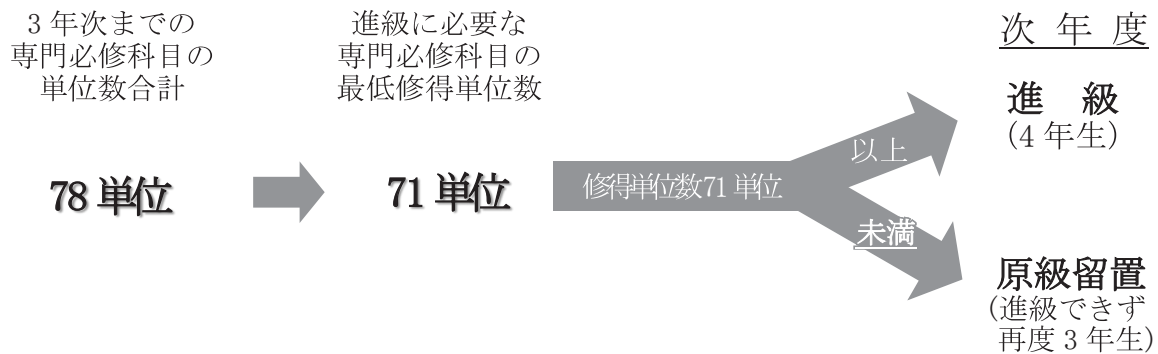 3 年次までの
専門必修科目の
単位数合計
78 単位
進級に必要な
専門必修科目の
最低修得単位数
71 単位
修得単位数71 単位
以上
未満
次 年 度
進 級
(4 年生)
原級留置
(進級できず
再度 3 年生)